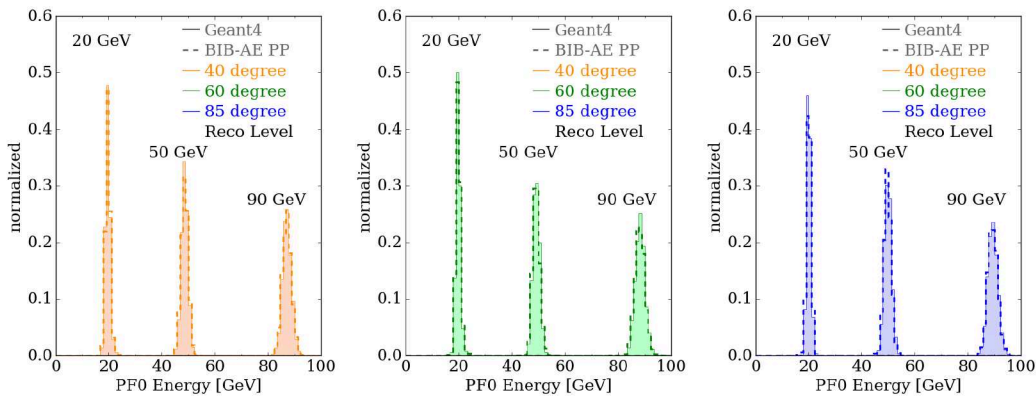 0.6
20 GeV
Geant4
BIB-AE PP
40 degree
60 degree
85 degree
Reco Level
50 GeV
90 GeV
0.5
0.4
0.3
0.2
0.1
0.0
normalized
0 20 40 60 80 100
PF0 Energy [GeV]
0.6
20 GeV
Geant4
BIB-AE PP
40 degree
60 degree
85 degree
Reco Level
50 GeV
90 GeV
0.5
0.4
0.3
0.2
0.1
0.0
normalized
0 20 40 60 80 100
PF0 Energy [GeV]
0.6
20 GeV
Geant4
BIB-AE PP
40 degree
60 degree
85 degree
Reco Level
50 GeV
90 GeV
0.5
0.4
0.3
0.2
0.1
0.0
normalized
0 20 40 60 80 100
PF0 Energy [GeV]